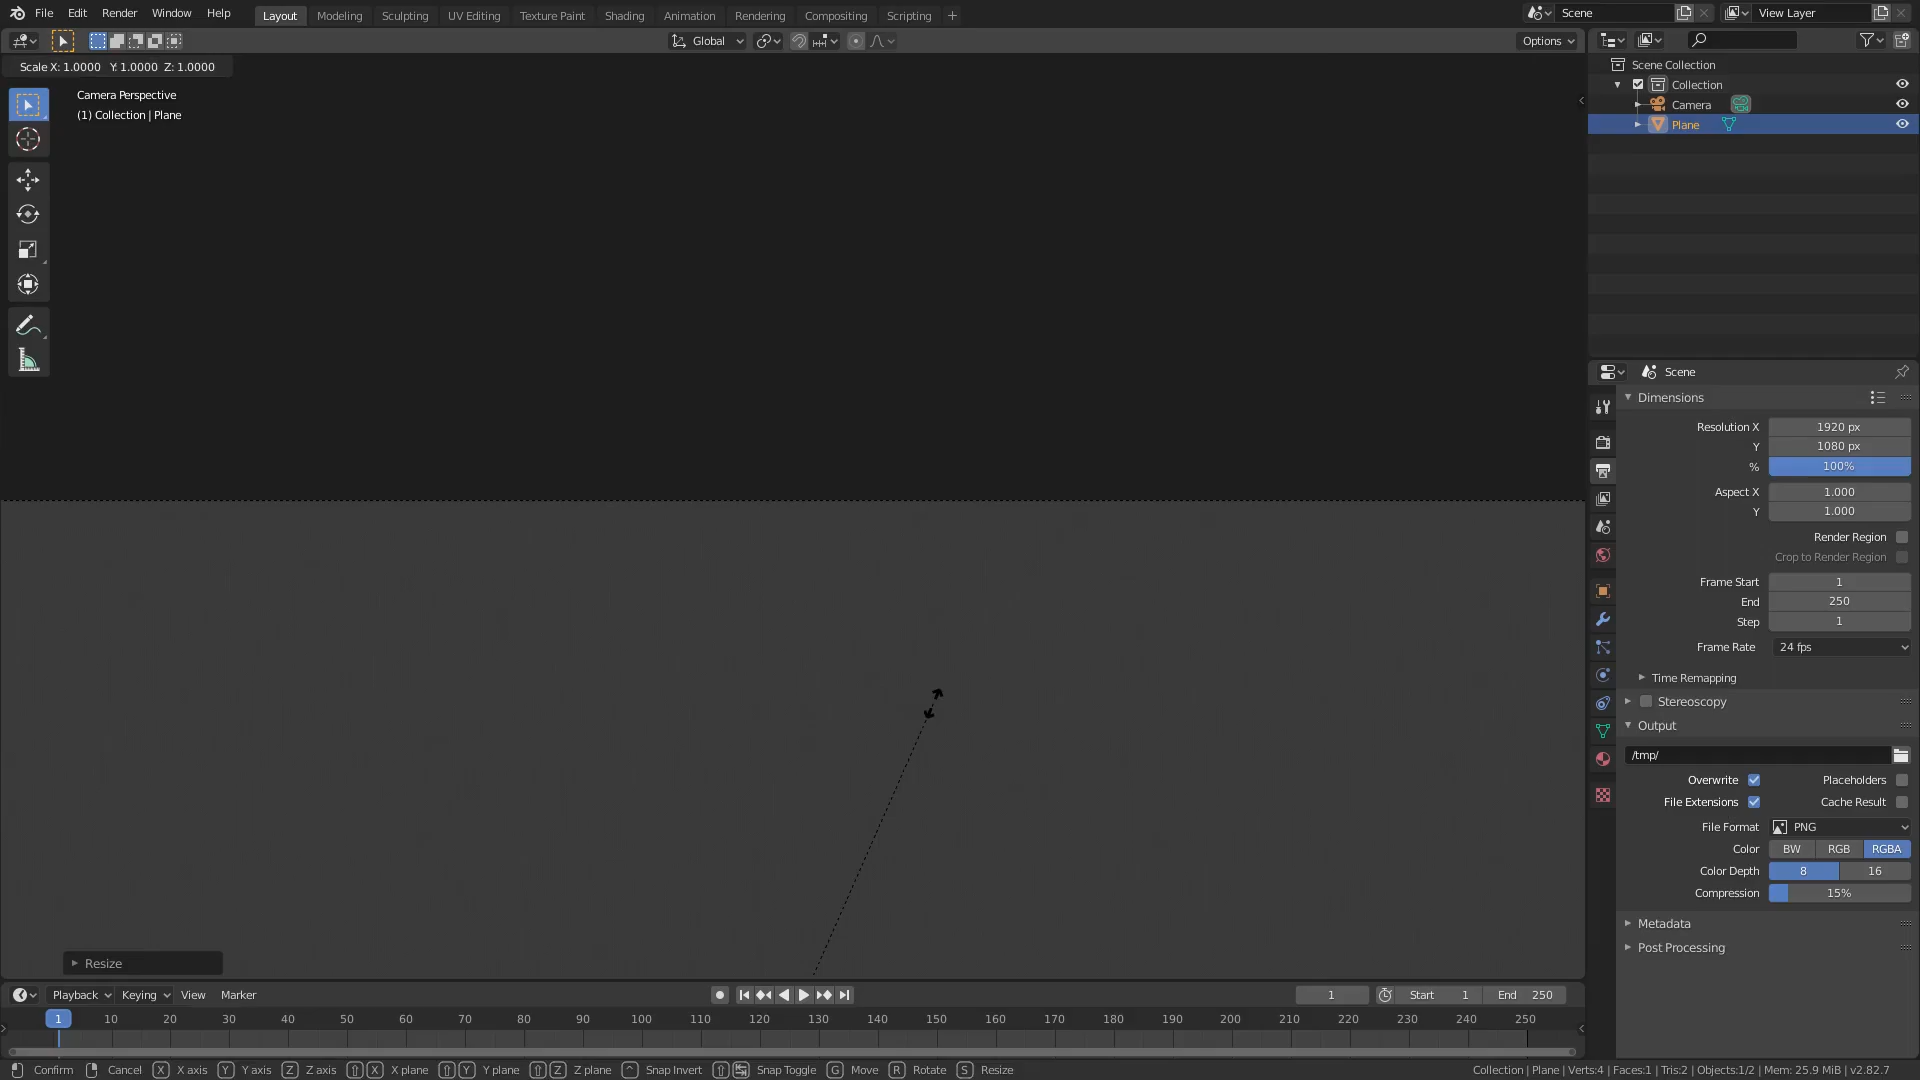 File Edit Render Window Help Layout Modeling Sculpting UV Editing Texture Paint Shading Animation Rendering Compositing Scripting + Scene View Layer
Global Options
Scale X: 1.0000 Y: 1.0000 Z: 1.0000
Camera Perspective
(1) Collection | Plane
Scene Collection
Collection
Camera
Plane
Scene
Dimensions
Resolution X 1920 px
Y 1080 px
% 100%
Aspect X 1.000
Y 1.000
Render Region
Crop to Render Region
Frame Start 1
End 250
Step 1
Frame Rate 24 fps
Time Remapping
Stereoscopy
Output
/tmp/
Overwrite Placeholders
File Extensions Cache Result
File Format PNG
Color BW RGB RGBA
Color Depth 8 16
Compression 15%
Metadata
Post Processing
Resize
Playback Keying View Marker 1 Start 1 End 250
1 10 20 30 40 50 60 70 80 90 100 110 120 130 140 150 160 170 180 190 200 210 220 230 240 250
Confirm Cancel X X axis Y Y axis Z Z axis X X plane Y Y plane Z Z plane ^ Snap Invert Snap Toggle G Move R Rotate S Resize Collection | Plane | Verts:4 | Faces:1 | Tris:2 | Objects:1/2 | Mem: 25.9 MiB | v2.82.7